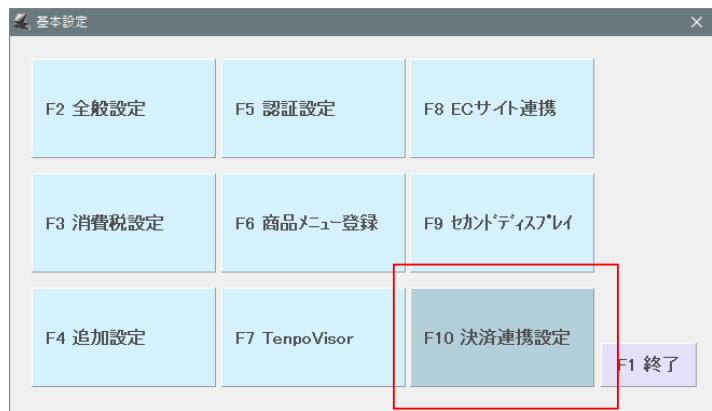 基本設定
F2 全般設定
F5 認証設定
F8 ECサイト連携
F3 消費税設定
F6 商品ﾒﾆｭｰ登録
F9 ｾｶﾝﾄﾞﾃﾞｨｽﾌﾟﾚｲ
F4 追加設定
F7 TenpoVisor
F10 決済連携設定
F1 終了